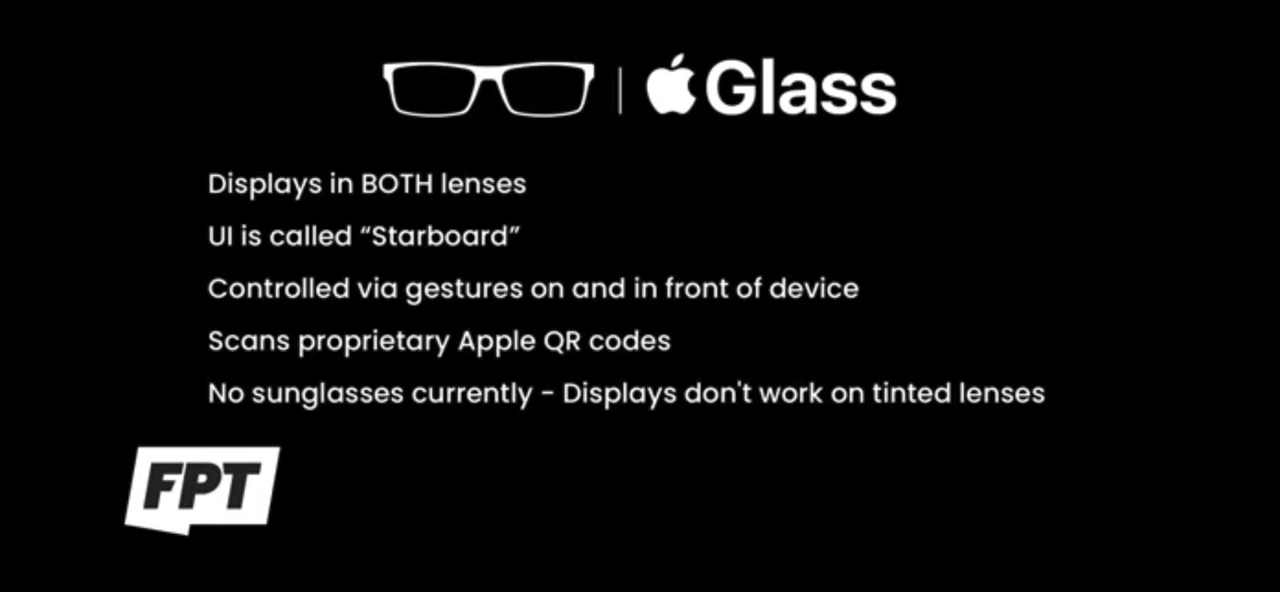 Glass
Displays in BOTH lenses
UI is called “Starboard”
Controlled via gestures on and in front of device
Scans proprietary Apple QR codes
No sunglasses currently - Displays don't work on tinted lenses
FPT